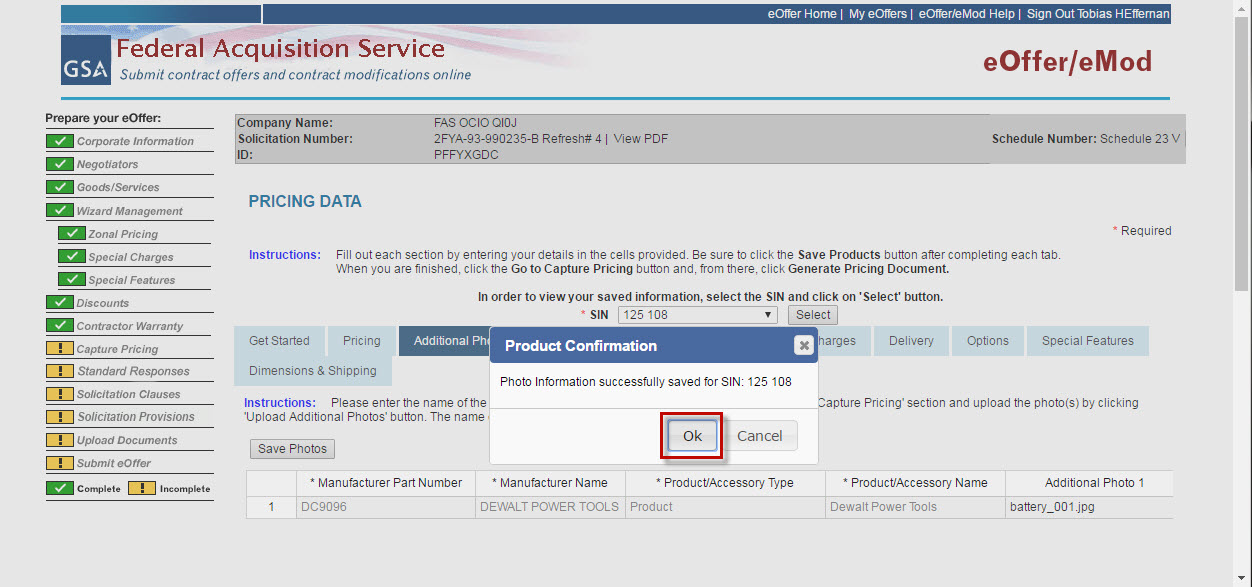 eOffer Home | My eOffers | eOffer/eMod Help | Sign Out Tobias HEffernan
GSA
Federal Acquisition Service
Submit contract offers and contract modifications online
eOffer/eMod
Prepare your eOffer:
Corporate Information
Negotiators
Goods/Services
Wizard Management
Zonal Pricing
Special Charges
Special Features
Discounts
Contractor Warranty
Capture Pricing
Standard Responses
Solicitation Clauses
Solicitation Provisions
Upload Documents
Submit eOffer
Complete Incomplete
Company Name: FAS OCIO QI0J
Solicitation Number: 2FYA-93-990235-B Refresh# 4 | View PDF Schedule Number: Schedule 23 V
ID: PFFYXGDC
PRICING DATA
* Required
Instructions: Fill out each section by entering your details in the cells provided. Be sure to click the Save Products button after completing each tab.
When you are finished, click the Go to Capture Pricing button and, from there, click Generate Pricing Document.
In order to view your saved information, select the SIN and click on 'Select' button.
* SIN 125 108 Select
Get Started Pricing Additional Pho harges Delivery Options Special Features
Dimensions & Shipping
Product Confirmation
Photo Information successfully saved for SIN: 125 108
Ok Cancel
Instructions: Please enter the name of the Capture Pricing' section and upload the photo(s) by clicking
'Upload Additional Photos' button. The name
Save Photos
* Manufacturer Part Number * Manufacturer Name * Product/Accessory Type * Product/Accessory Name Additional Photo 1
1 DC9096 DEWALT POWER TOOLS Product Dewalt Power Tools battery_001.jpg